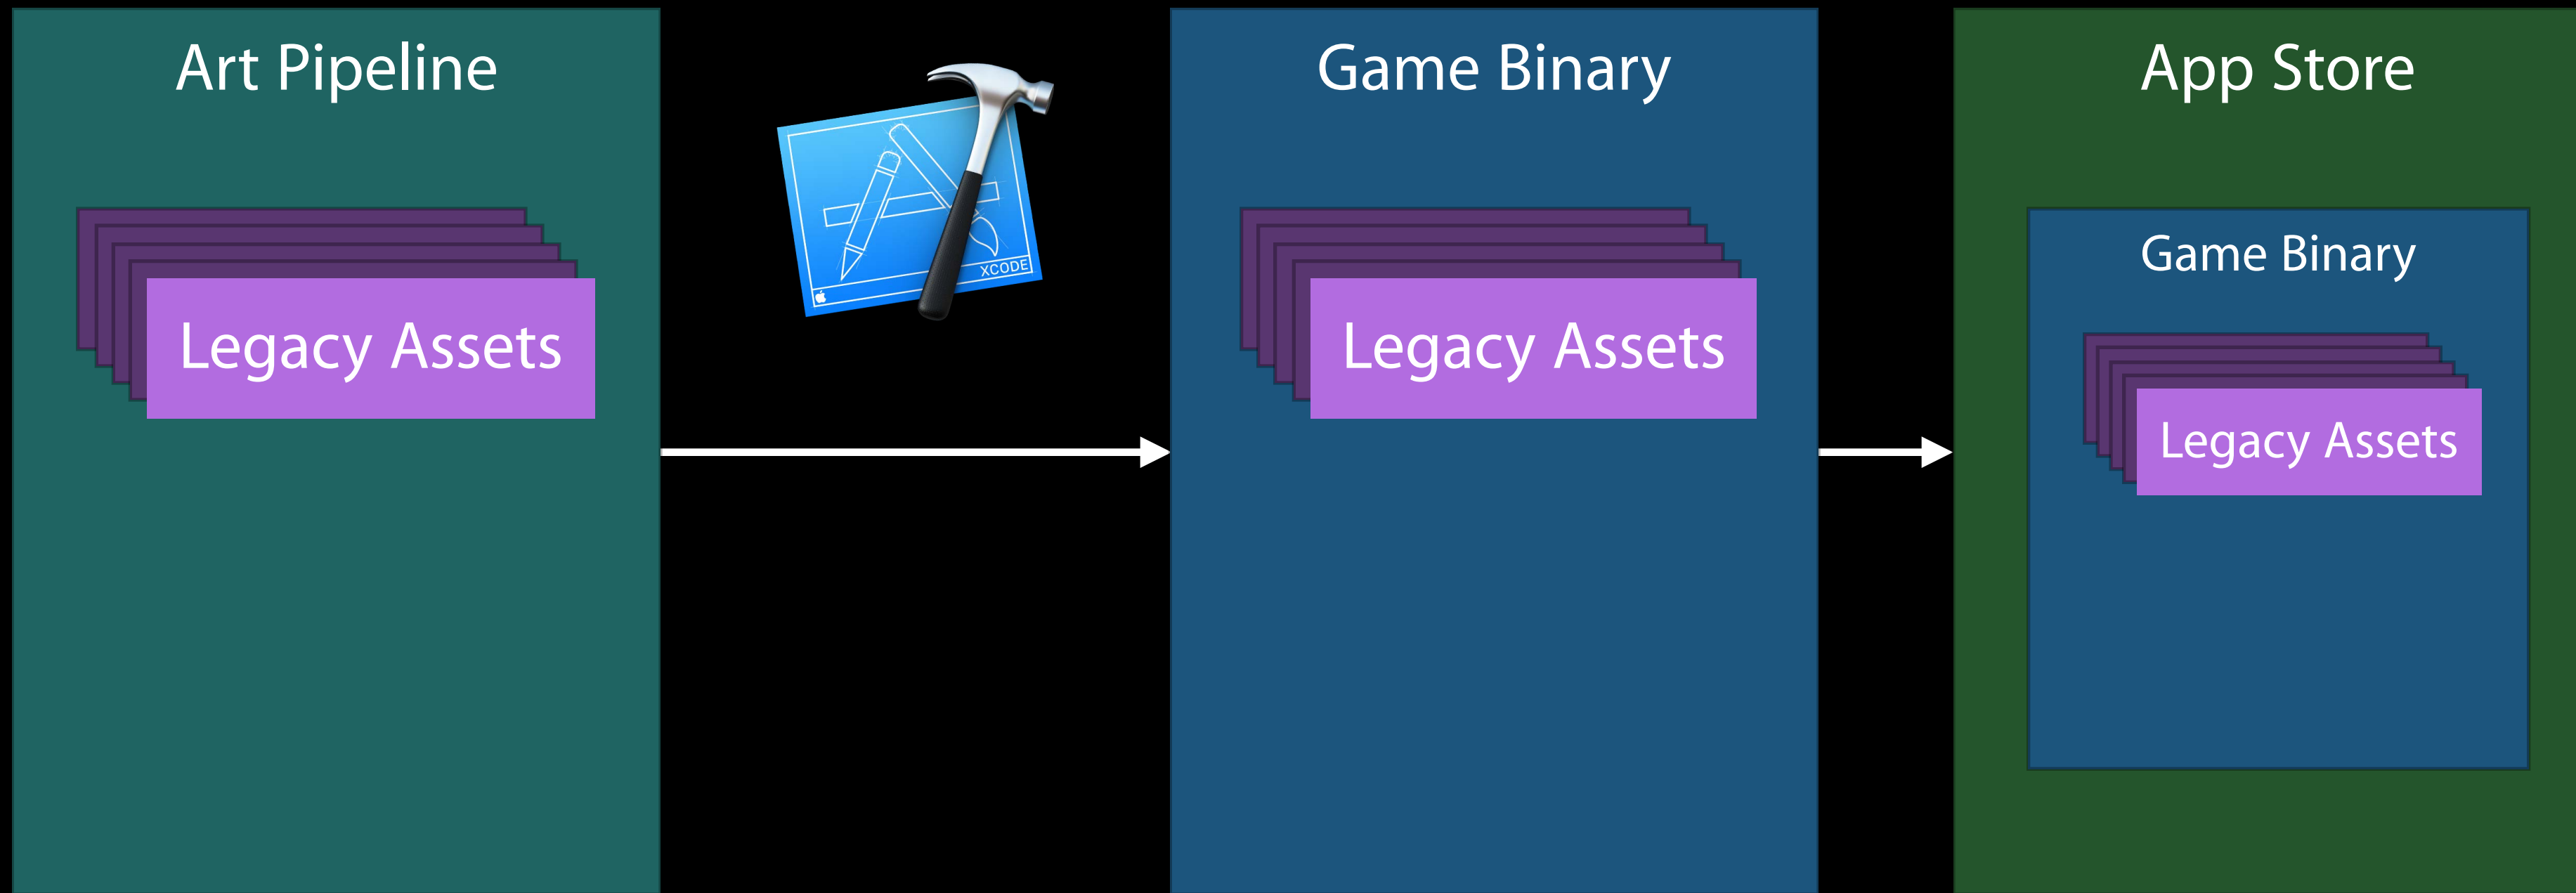 Art Pipeline
Legacy Assets
XCODE
Game Binary
Legacy Assets
App Store
Game Binary
Legacy Assets